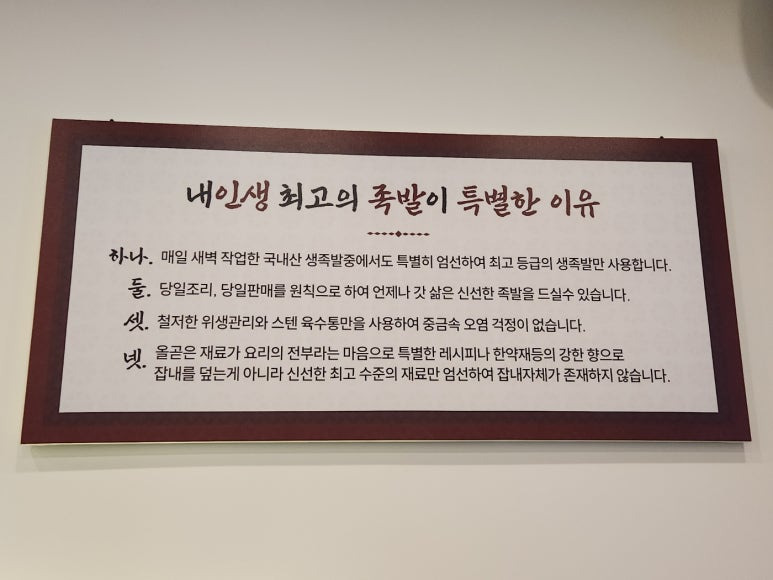 내인생 최고의 족발이 특별한 이유
하나. 매일 새벽 작업한 국내산 생족발중에서도 특별히 엄선하여 최고 등급의 생족발만 사용합니다.
둘. 당일조리, 당일판매를 원칙으로 하여 언제나 갓 삶은 신선한 족발을 드실수 있습니다.
셋. 철저한 위생관리와 스텐 육수통만을 사용하여 중금속 오염 걱정이 없습니다.
넷. 올곧은 재료가 요리의 전부라는 마음으로 특별한 레시피나 한약재등의 강한 향으로
잡내를 덮는게 아니라 신선한 최고 수준의 재료만 엄선하여 잡내자체가 존재하지 않습니다.